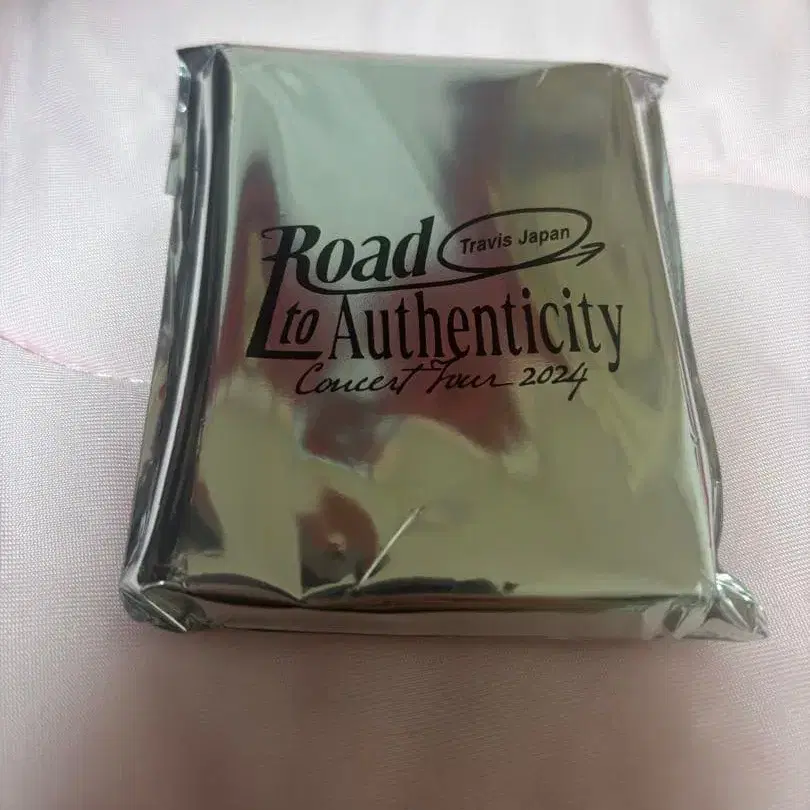 Road Travis Japan
to Authenticity
Concert Tour 2024